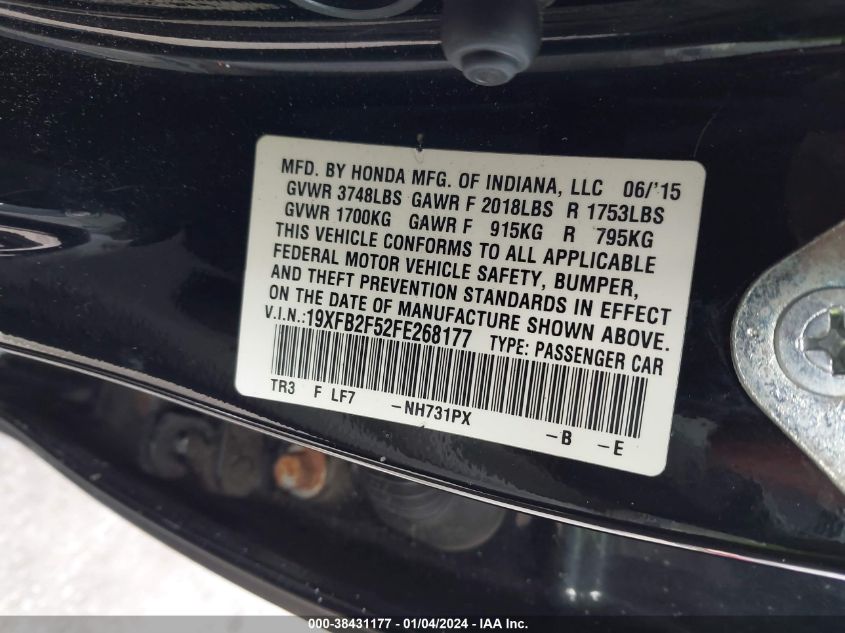 MFD. BY HONDA MFG. OF INDIANA, LLC 06/'15
GVWR 3748LBS GAWR F 2018LBS R 1753LBS
GVWR 1700KG GAWR F 915KG R 795KG
THIS VEHICLE CONFORMS TO ALL APPLICABLE
FEDERAL MOTOR VEHICLE SAFETY, BUMPER,
AND THEFT PREVENTION STANDARDS IN EFFECT
ON THE DATE OF MANUFACTURE SHOWN ABOVE.
V.I.N.:19XFB2F52FE268177 TYPE: PASSENGER CAR
TR3 F LF7 -NH731PX -B -E
00-38431177 - 01/04/2024 - © IAA, Inc.